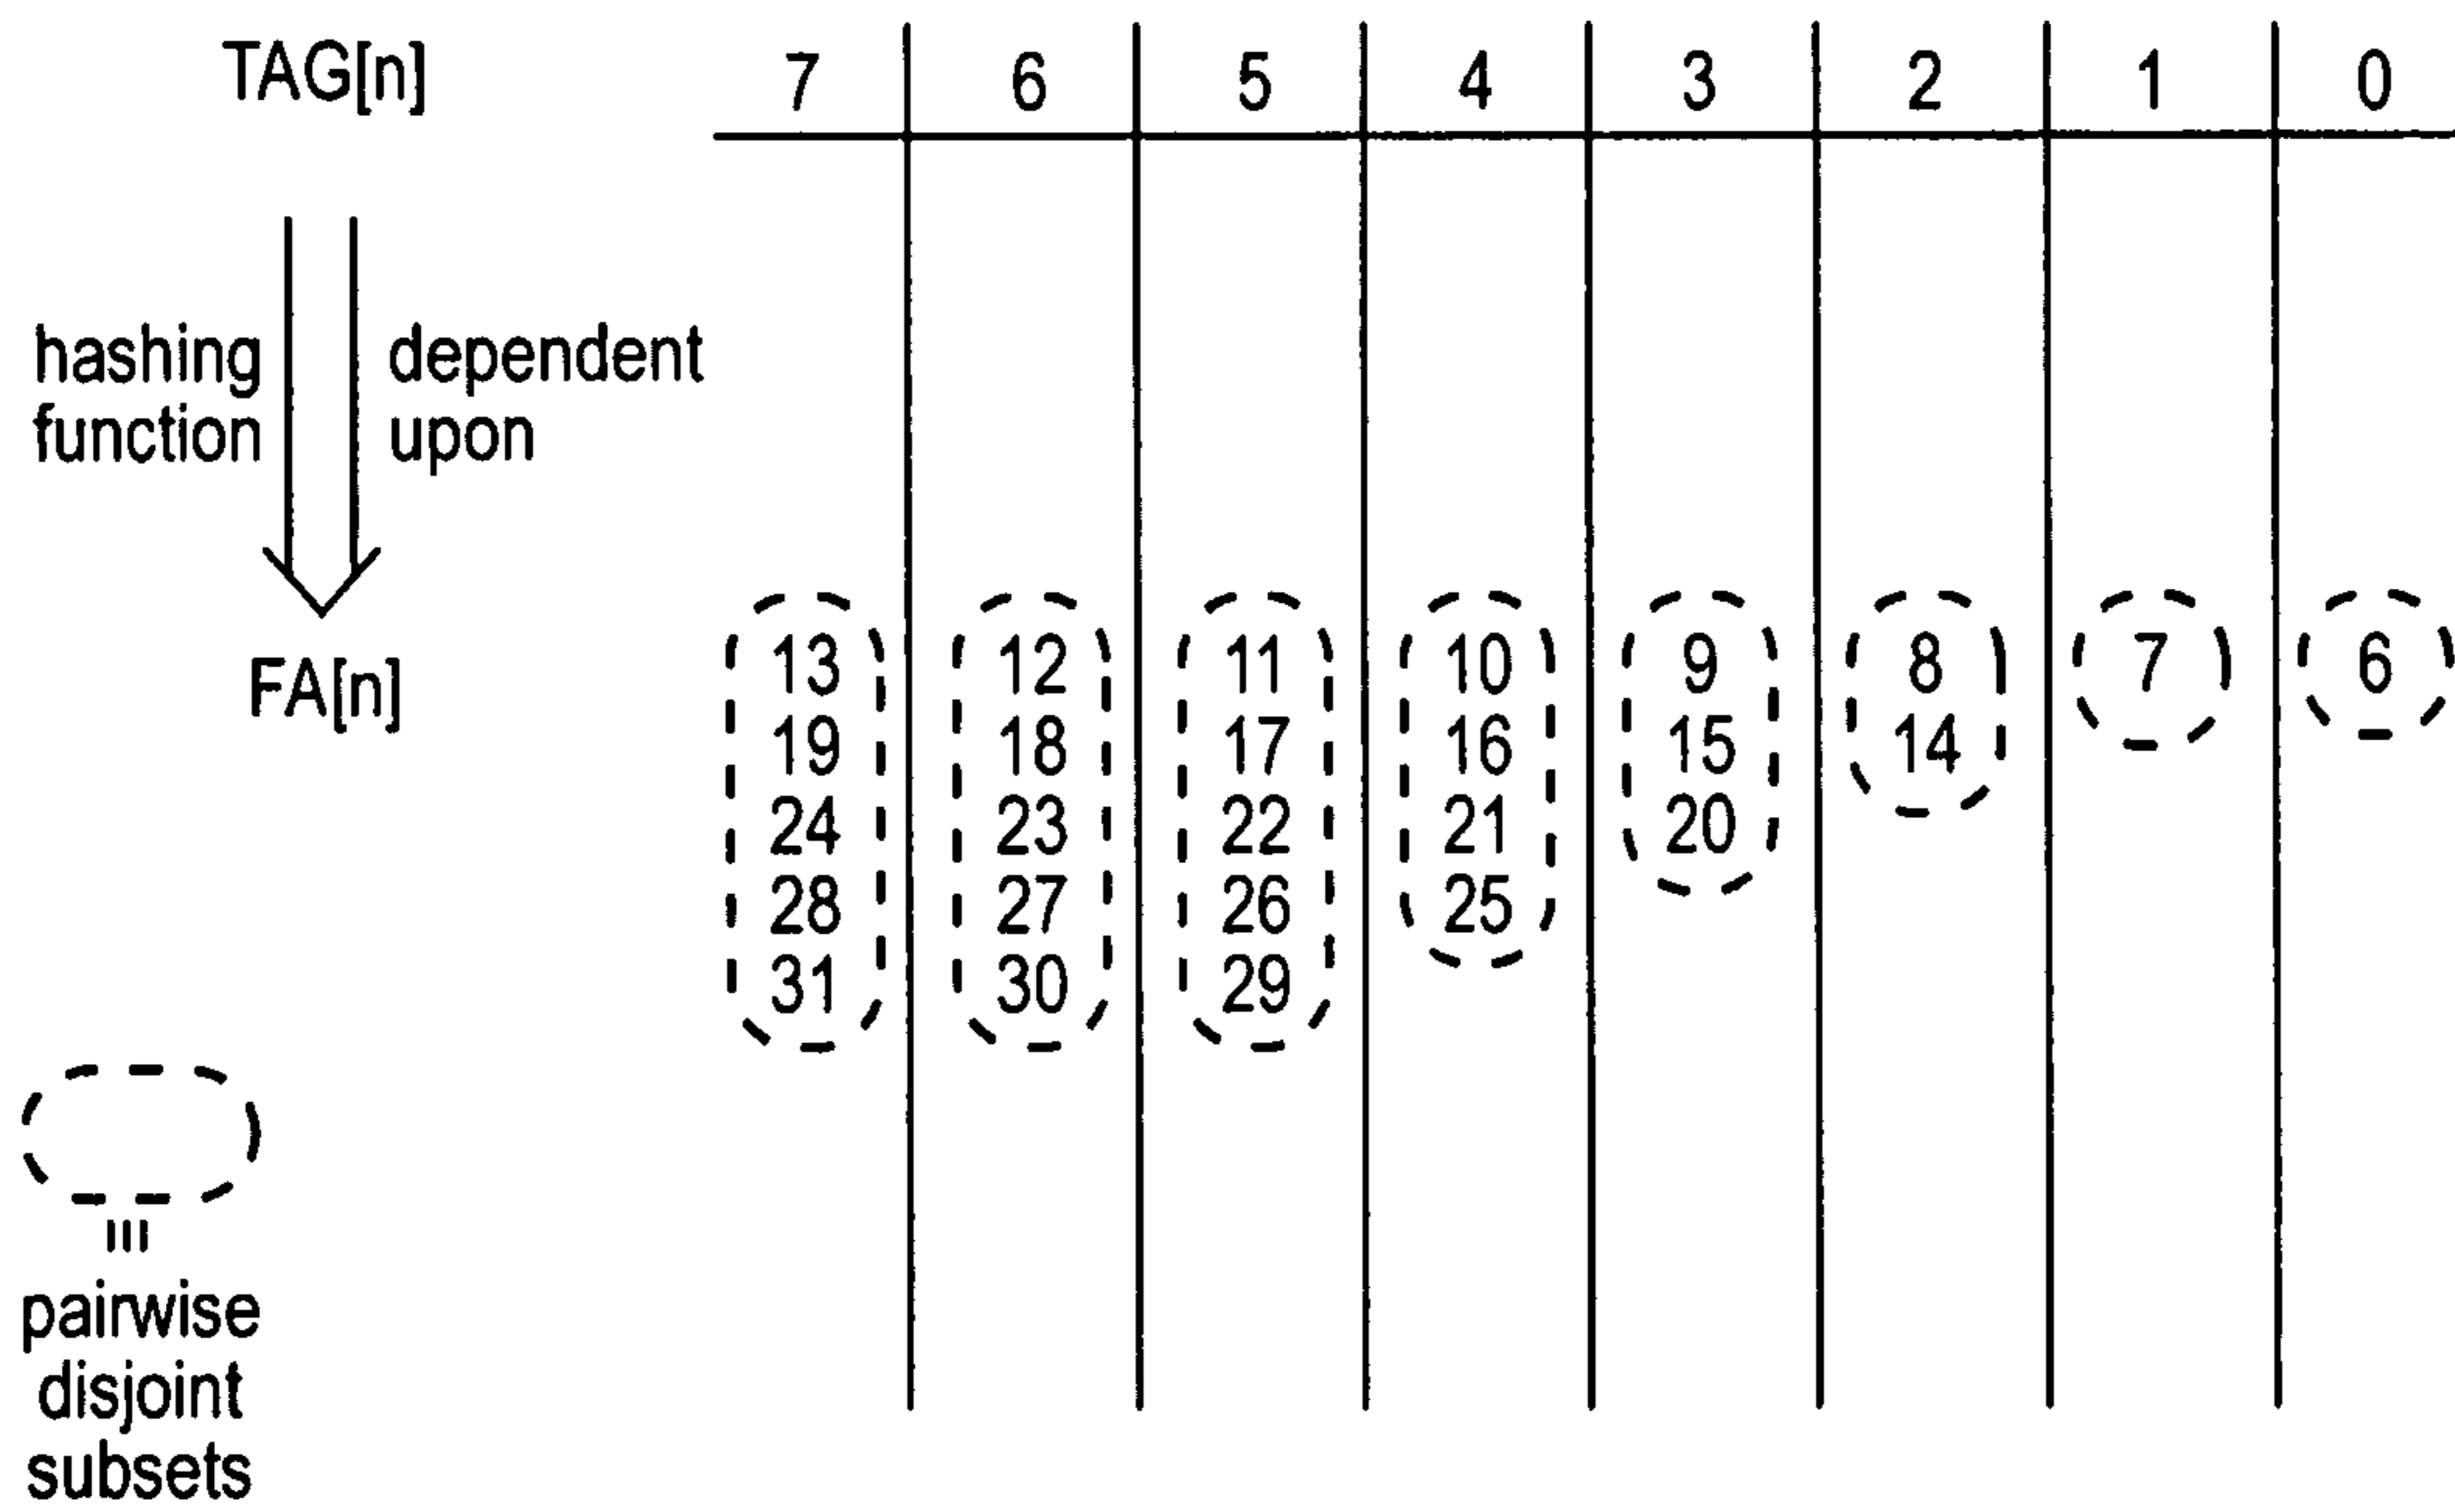 TAG[n] 7 6 5 4 3 2 1 0
hashing dependent
function upon
FA[n] 13 12 11 10 9 8 7 6
19 18 17 16 15 14
24 23 22 21 20
28 27 26 25
31 30 29
pairwise
disjoint
subsets